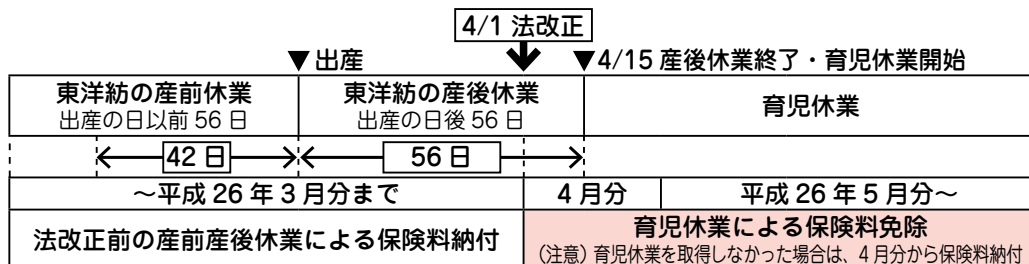 4/1 法改正
▼出産
▼4/15 産後休業終了・育児休業開始
東洋紡の産前休業
出産の日以前 56 日
東洋紡の産後休業
出産の日後 56 日
育児休業
42 日
56 日
～平成 26 年 3 月分まで
4 月分
平成 26 年 5 月分～
法改正前の産前産後休業による保険料納付
育児休業による保険料免除
(注意) 育児休業を取得しなかった場合は、4 月分から保険料納付